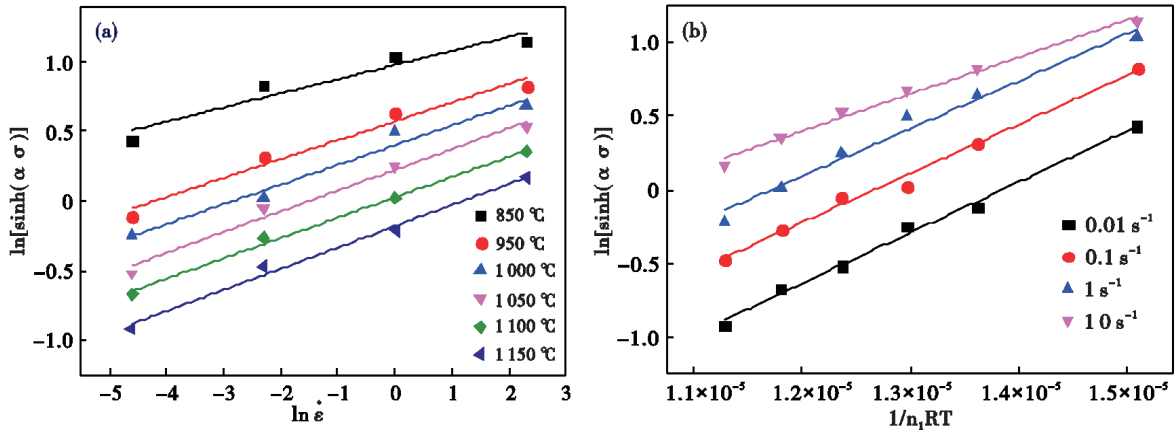 (a)
ln[sinh( α σ)]
1.0
0.5
0
−0.5
−1.0
850 ℃
950 ℃
1 000 ℃
1 050 ℃
1 100 ℃
1 150 ℃
−5 −4 −3 −2 −1 0 1 2 3
ln ε̇
(b)
ln[sinh( α σ)]
1.0
0.5
0
−0.5
−1.0
0.01 s⁻¹
0.1 s⁻¹
1 s⁻¹
1 0 s⁻¹
1.1×10⁻⁵ 1.2×10⁻⁵ 1.3×10⁻⁵ 1.4×10⁻⁵ 1.5×10⁻⁵
1/n₁RT